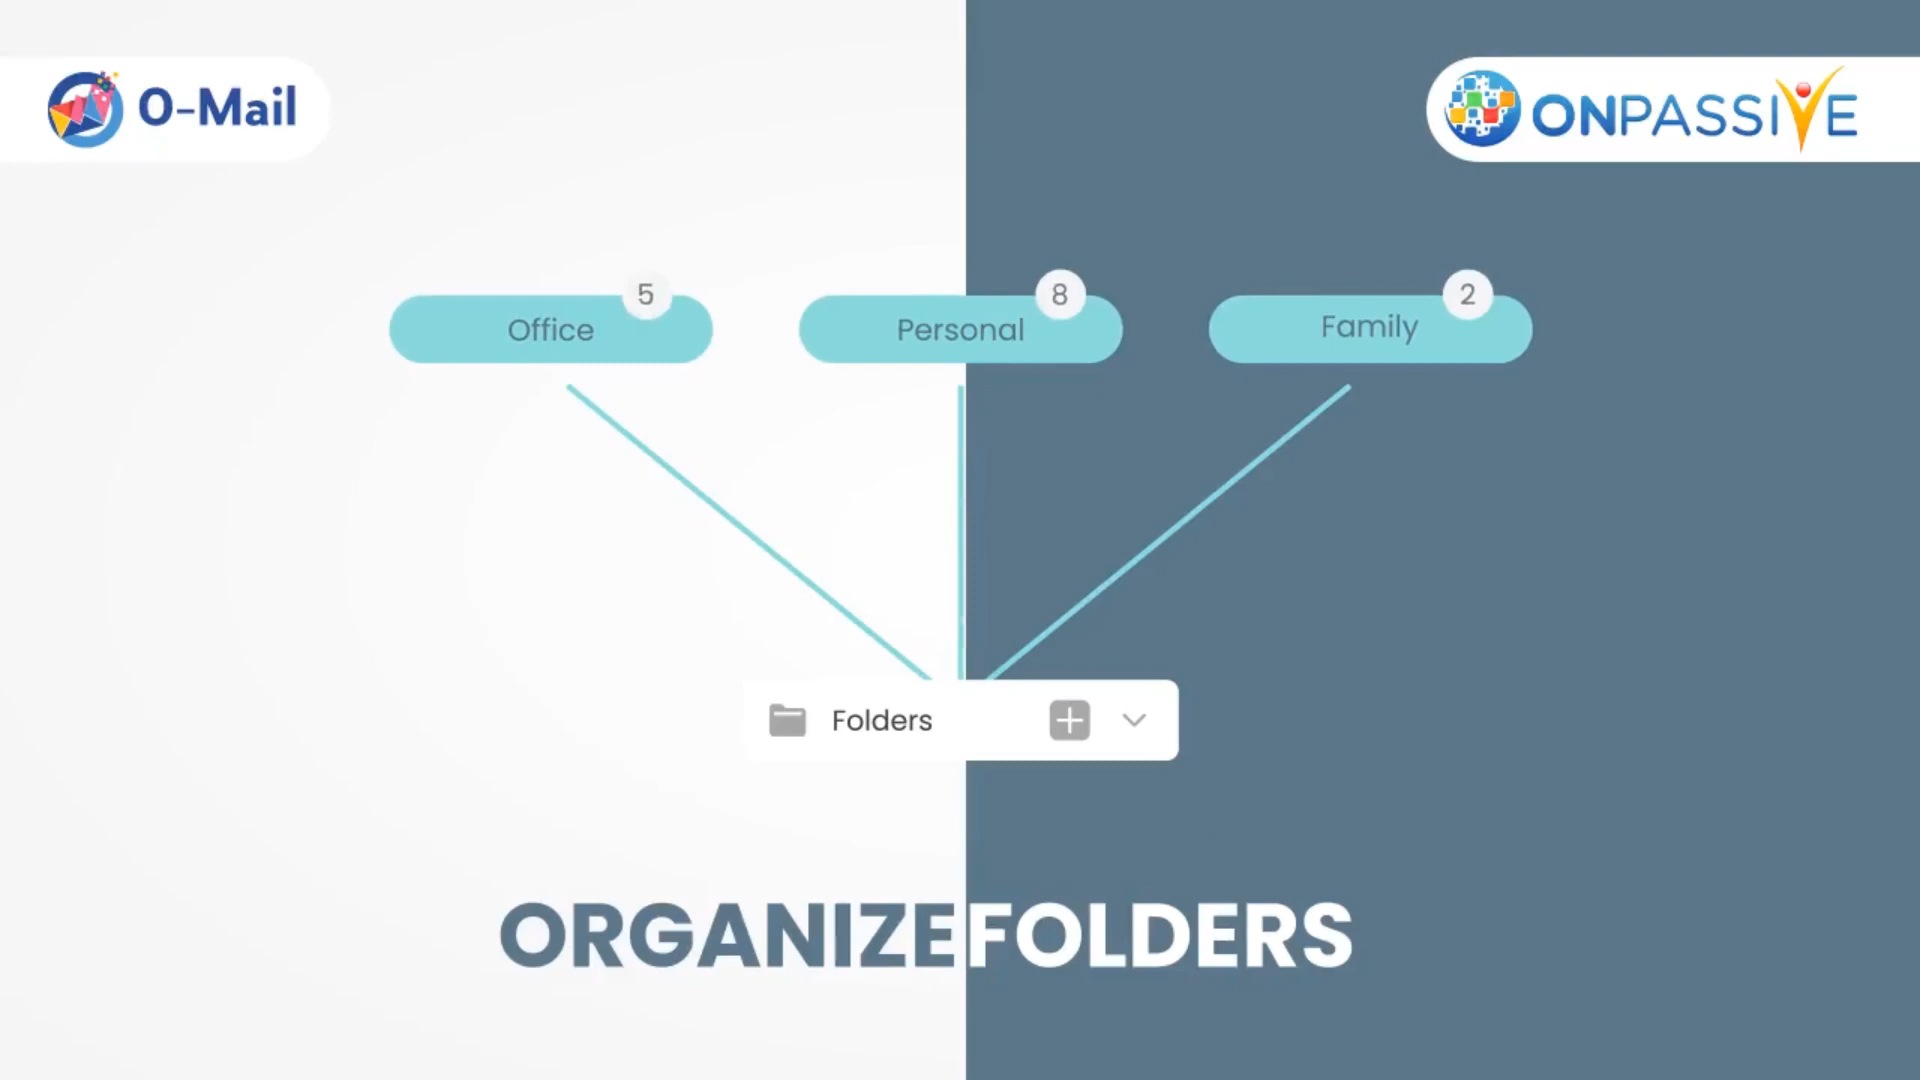 O-Mail
ONPASSIVE
5
8
2
Office
Personal
Family
Folders
ORGANIZE FOLDERS